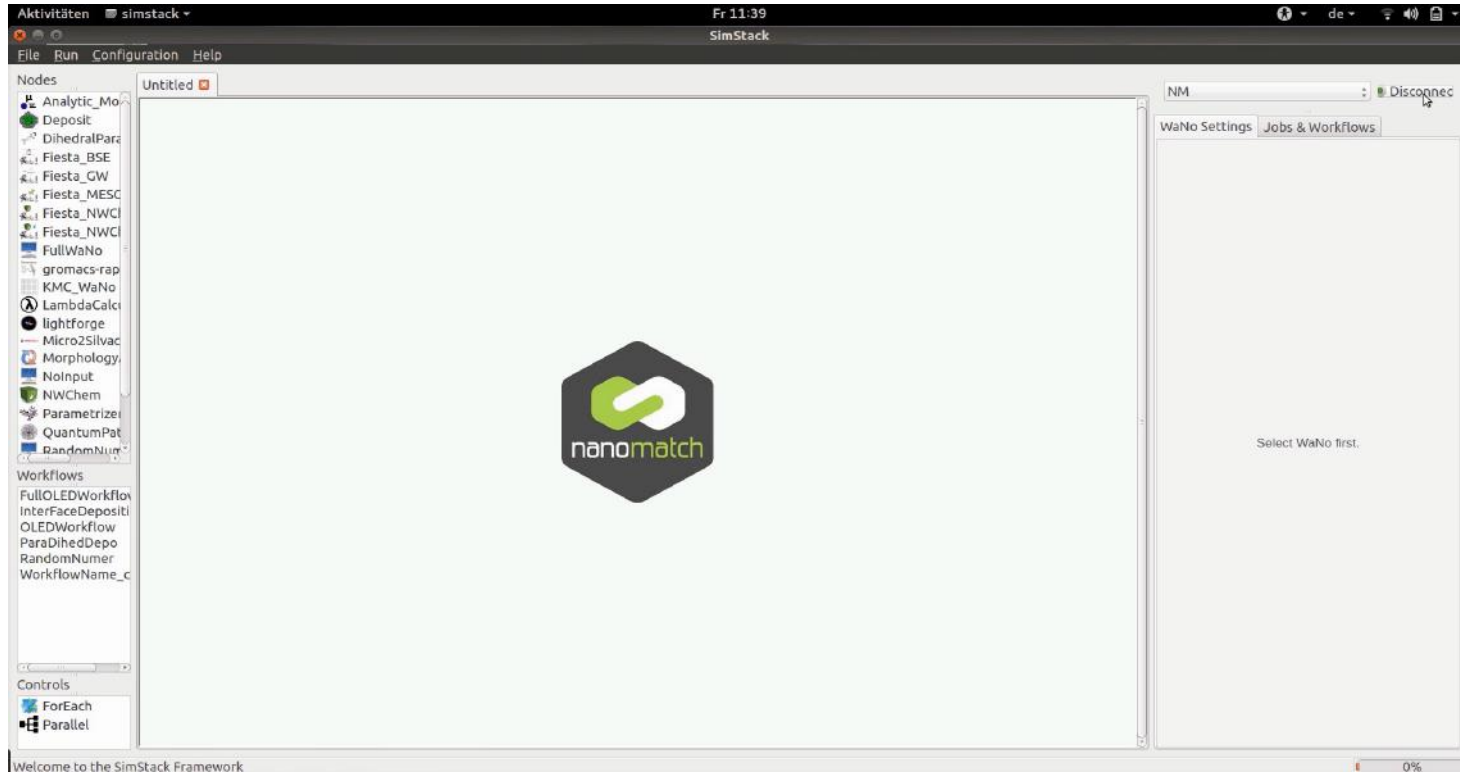 Aktivitäten simstack Fr 11:39 de
SimStack
File Run Configuration Help
Nodes
Untitled
NM Disconnec
Analytic_Mo
Deposit
DihedralPara
Fiesta_BSE
Fiesta_GW
Fiesta_MESC
Fiesta_NWCl
Fiesta_NWCl
FullWaNo
gromacs-rap
KMC_WaNo
LambdaCalc
lightforge
Micro2Silvac
Morphology
NoInput
NWChem
Parametrize
QuantumPat
RandomNum
WaNo Settings Jobs & Workflows
Select WaNo first.
nanomatch
Workflows
FullOLEDWorkflov
InterFaceDepositi
OLEDWorkflow
ParaDihedDepo
RandomNumer
WorkflowName_c
Controls
ForEach
Parallel
Welcome to the SimStack Framework 0%